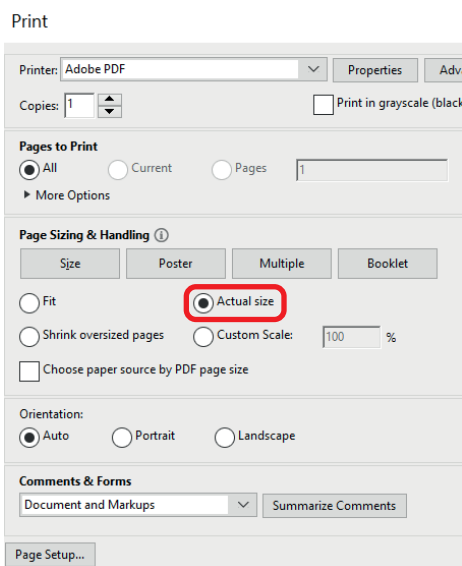 Print
Printer: Adobe PDF Properties Adv
Copies: 1 Print in grayscale (black
Pages to Print
All Current Pages 1
More Options
Page Sizing & Handling
Size Poster Multiple Booklet
Fit Actual size
Shrink oversized pages Custom Scale: 100 %
Choose paper source by PDF page size
Orientation:
Auto Portrait Landscape
Comments & Forms
Document and Markups Summarize Comments
Page Setup...